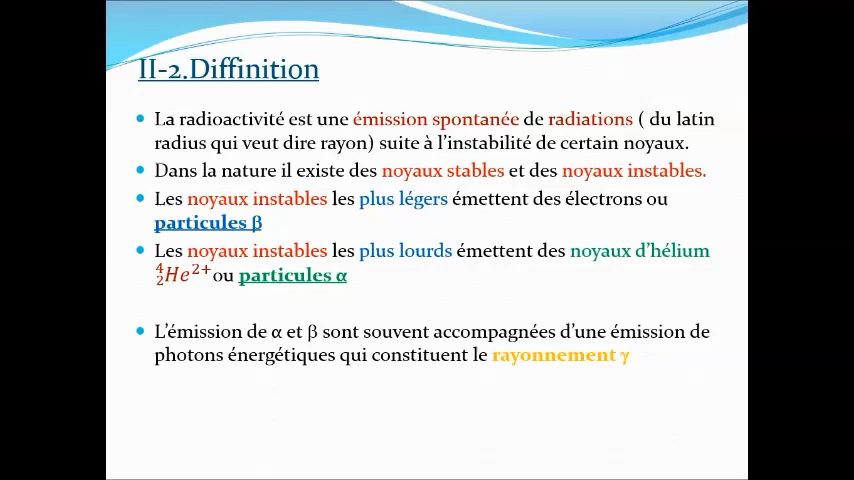 II-2.Diffinition
• La radioactivité est une émission spontanée de radiations ( du latin
radius qui veut dire rayon) suite à l'instabilité de certain noyaux.
• Dans la nature il existe des noyaux stables et des noyaux instables.
• Les noyaux instables les plus légers émettent des électrons ou
particules β
• Les noyaux instables les plus lourds émettent des noyaux d'hélium
⁴₂He²⁺ ou particules α
• L'émission de α et β sont souvent accompagnées d'une émission de
photons énergétiques qui constituent le rayonnement γ